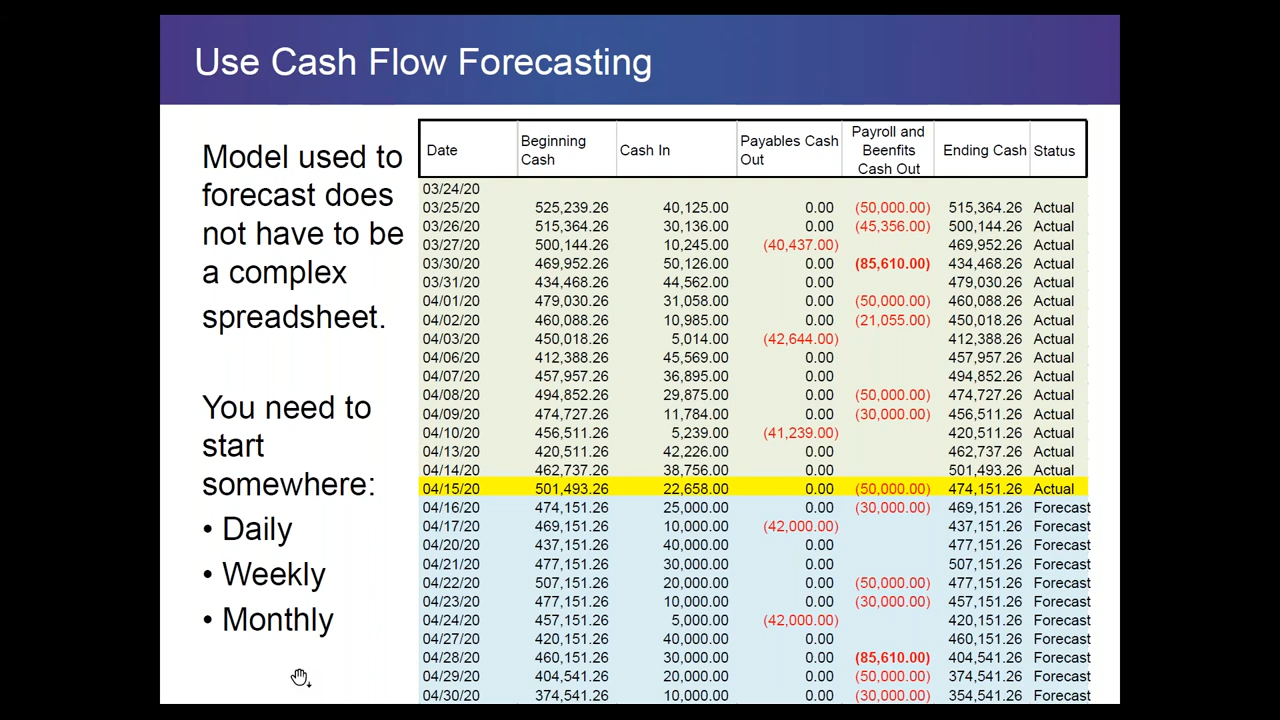 Use Cash Flow Forecasting
Model used to
forecast does
not have to be
a complex
spreadsheet.
You need to
start
somewhere:
• Daily
• Weekly
• Monthly
Date Beginning Cash Cash In Payables Cash Out Payroll and Beenfits Cash Out Ending Cash Status
03/24/20
03/25/20 525,239.26 40,125.00 0.00 (50,000.00) 515,364.26 Actual
03/26/20 515,364.26 30,136.00 0.00 (45,356.00) 500,144.26 Actual
03/27/20 500,144.26 10,245.00 (40,437.00) 469,952.26 Actual
03/30/20 469,952.26 50,126.00 0.00 (85,610.00) 434,468.26 Actual
03/31/20 434,468.26 44,562.00 0.00 479,030.26 Actual
04/01/20 479,030.26 31,058.00 0.00 (50,000.00) 460,088.26 Actual
04/02/20 460,088.26 10,985.00 0.00 (21,055.00) 450,018.26 Actual
04/03/20 450,018.26 5,014.00 (42,644.00) 412,388.26 Actual
04/06/20 412,388.26 45,569.00 0.00 457,957.26 Actual
04/07/20 457,957.26 36,895.00 0.00 494,852.26 Actual
04/08/20 494,852.26 29,875.00 0.00 (50,000.00) 474,727.26 Actual
04/09/20 474,727.26 11,784.00 0.00 (30,000.00) 456,511.26 Actual
04/10/20 456,511.26 5,239.00 (41,239.00) 420,511.26 Actual
04/13/20 420,511.26 42,226.00 0.00 462,737.26 Actual
04/14/20 462,737.26 38,756.00 0.00 501,493.26 Actual
04/15/20 501,493.26 22,658.00 0.00 (50,000.00) 474,151.26 Actual
04/16/20 474,151.26 25,000.00 0.00 (30,000.00) 469,151.26 Forecast
04/17/20 469,151.26 10,000.00 (42,000.00) 437,151.26 Forecast
04/20/20 437,151.26 40,000.00 0.00 477,151.26 Forecast
04/21/20 477,151.26 30,000.00 0.00 507,151.26 Forecast
04/22/20 507,151.26 20,000.00 0.00 (50,000.00) 477,151.26 Forecast
04/23/20 477,151.26 10,000.00 0.00 (30,000.00) 457,151.26 Forecast
04/24/20 457,151.26 5,000.00 (42,000.00) 420,151.26 Forecast
04/27/20 420,151.26 40,000.00 0.00 460,151.26 Forecast
04/28/20 460,151.26 30,000.00 0.00 (85,610.00) 404,541.26 Forecast
04/29/20 404,541.26 20,000.00 0.00 (50,000.00) 374,541.26 Forecast
04/30/20 374,541.26 10,000.00 0.00 (30,000.00) 354,541.26 Forecast